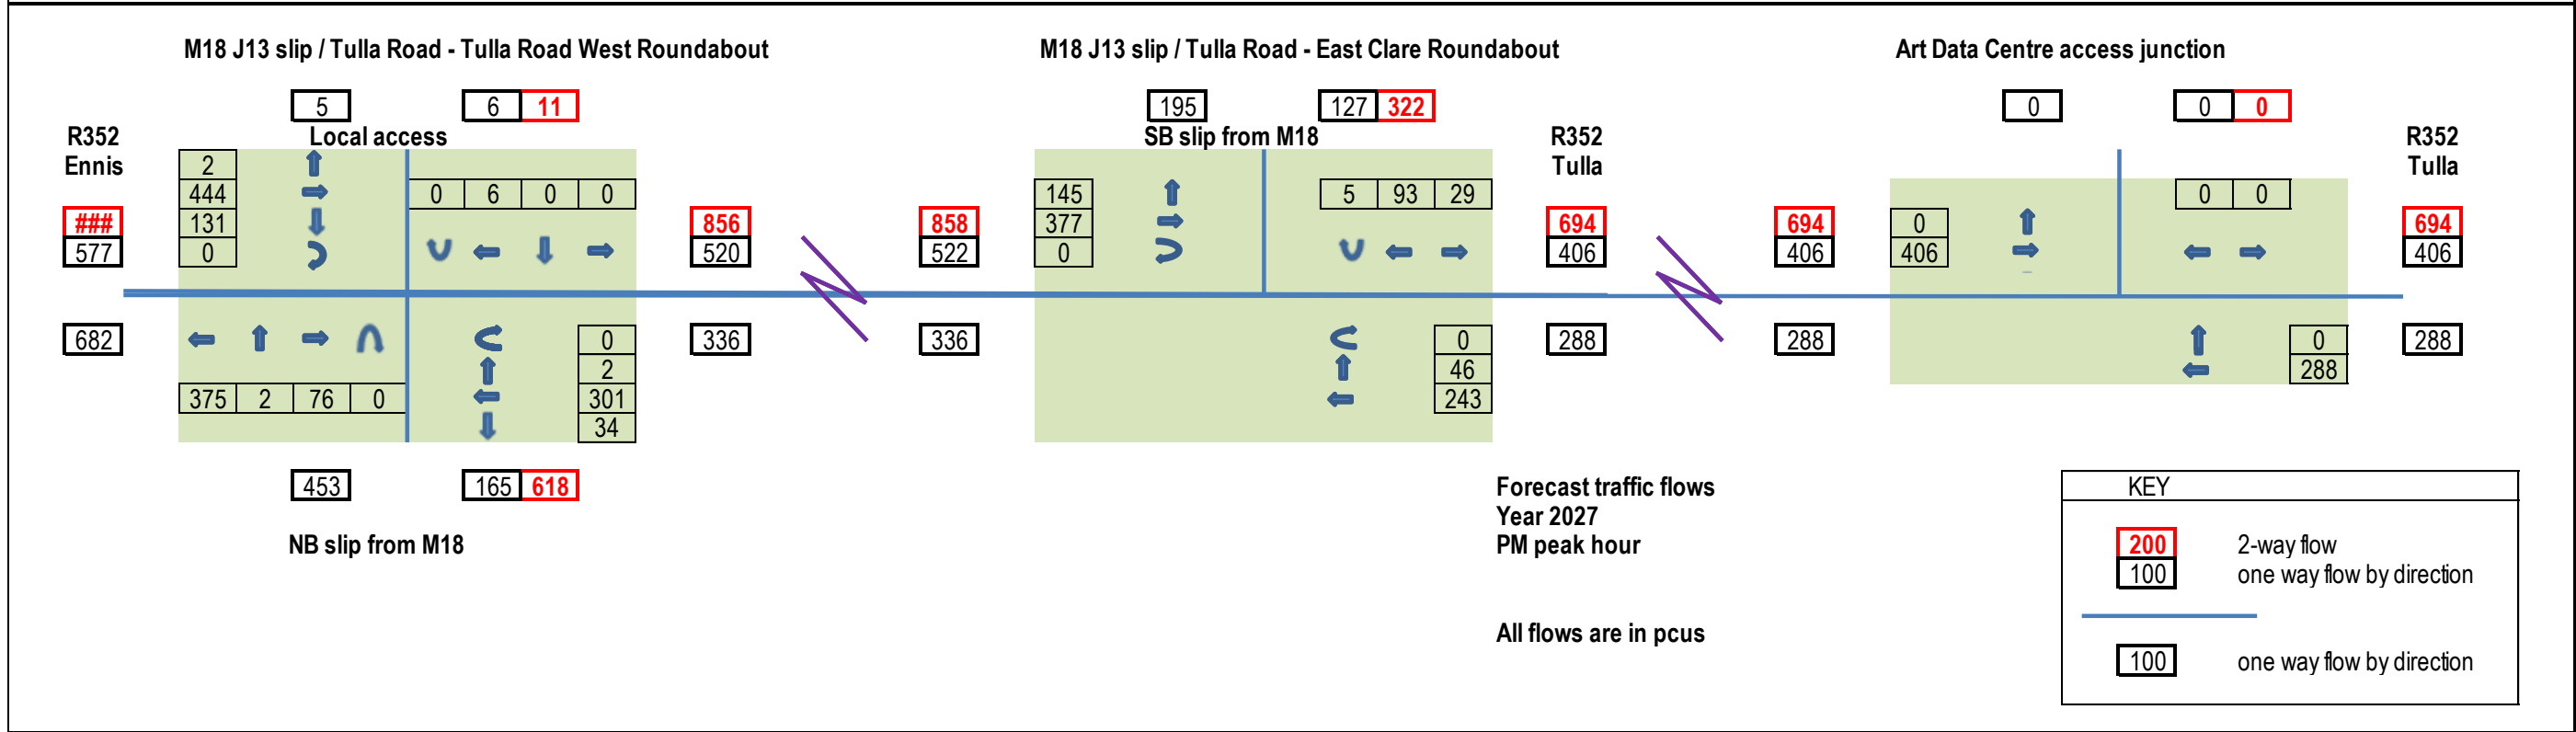 M18 J13 slip / Tulla Road - Tulla Road West Roundabout
M18 J13 slip / Tulla Road - East Clare Roundabout
Art Data Centre access junction
5
6 11
195
127 322
0
0 0
R352
Ennis
Local access
SB slip from M18
R352
Tulla
R352
Tulla
2
444
131
0
0 6 0 0
145
377
0
5 93 29
0
406
0 0
###
577
856
520
858
522
694
406
694
406
694
406
682
336
336
288
288
288
375 2 76 0
0
2
301
34
0
46
243
0
288
453
165 618
NB slip from M18
Forecast traffic flows
Year 2027
PM peak hour
All flows are in pcus
KEY
200 2-way flow
100 one way flow by direction
100 one way flow by direction